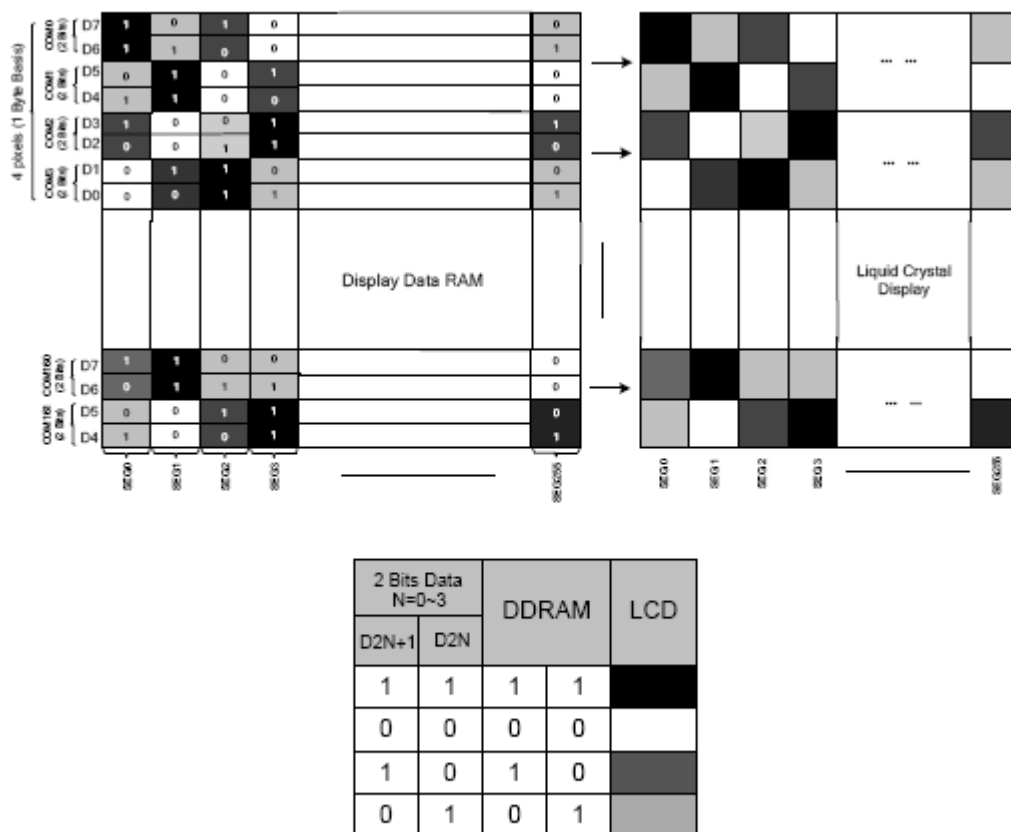 4 pixels (1 Byte Basis)
COM0 (2 Bits)
COM1 (2 Bits)
COM2 (2 Bits)
COM3 (2 Bits)
D7 1 0 1 0 0
D6 1 1 0 0 1
D5 0 1 0 1 0
D4 1 1 0 0 0
D3 1 0 0 1 1
D2 0 0 1 1 0
D1 0 1 1 0 0
D0 0 0 1 1 1
... ...
... ...
Display Data RAM
Liquid Crystal
Display
COM160 (2 Bits)
COM161 (2 Bits)
D7 1 1 0 0 0
D6 0 1 1 1 0
D5 0 0 1 1 0
D4 1 0 0 1 1
... ...
SEG0 SEG1 SEG2 SEG3 SEG255
SEG0 SEG1 SEG2 SEG3 SEG255
2 Bits Data
N=0~3
DDRAM LCD
D2N+1 D2N
1 1 1 1
0 0 0 0
1 0 1 0
0 1 0 1